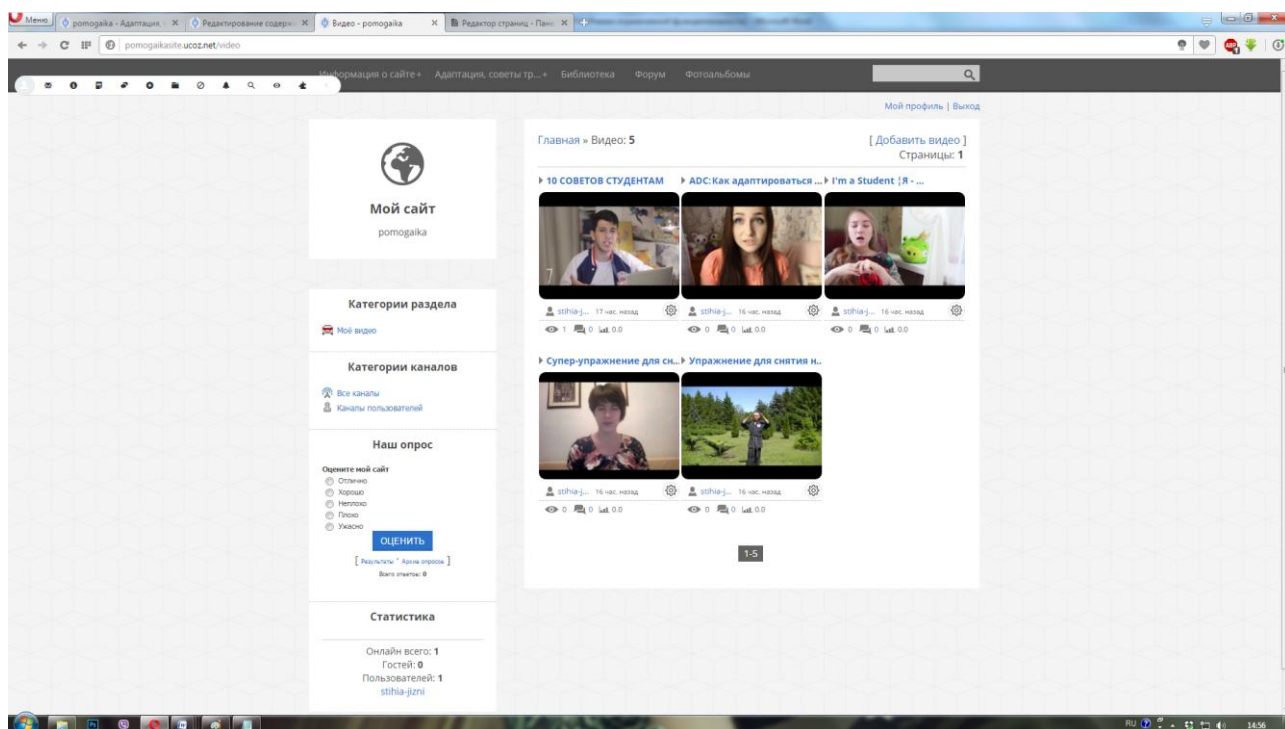 Меню
pomogaika - Адаптация,
Редактирование содерж
Видео - pomogaika
Редактор страниц - Пане
pomogaikasite.ucoz.net/video
Информация о сайте+ Адаптация, советы тр...+ Библиотека Форум Фотоальбомы
Мой профиль | Выход
Мой сайт
pomogaika
Категории раздела
Моё видео
Категории каналов
Все каналы
Каналы пользователей
Наш опрос
Оцените мой сайт
Отлично
Хорошо
Неплохо
Плохо
Ужасно
ОЦЕНИТЬ
[ Результаты · Архив опросов ]
Всего ответов: 0
Статистика
Онлайн всего: 1
Гостей: 0
Пользователей: 1
stihia-jizni
Главная » Видео: 5
[ Добавить видео ]
Страницы: 1
10 СОВЕТОВ СТУДЕНТАМ
ADC:Как адаптироваться ...
I'm a Student ¦Я - ...
7
stihia-j... 17 час. назад
stihia-j... 16 час. назад
stihia-j... 16 час. назад
1 0 0.0
0 0 0.0
0 0 0.0
Супер-упражнение для сн...
Упражнение для снятия н..
stihia-j... 16 час. назад
stihia-j... 16 час. назад
0 0 0.0
0 0 0.0
1-5
RU
14:56